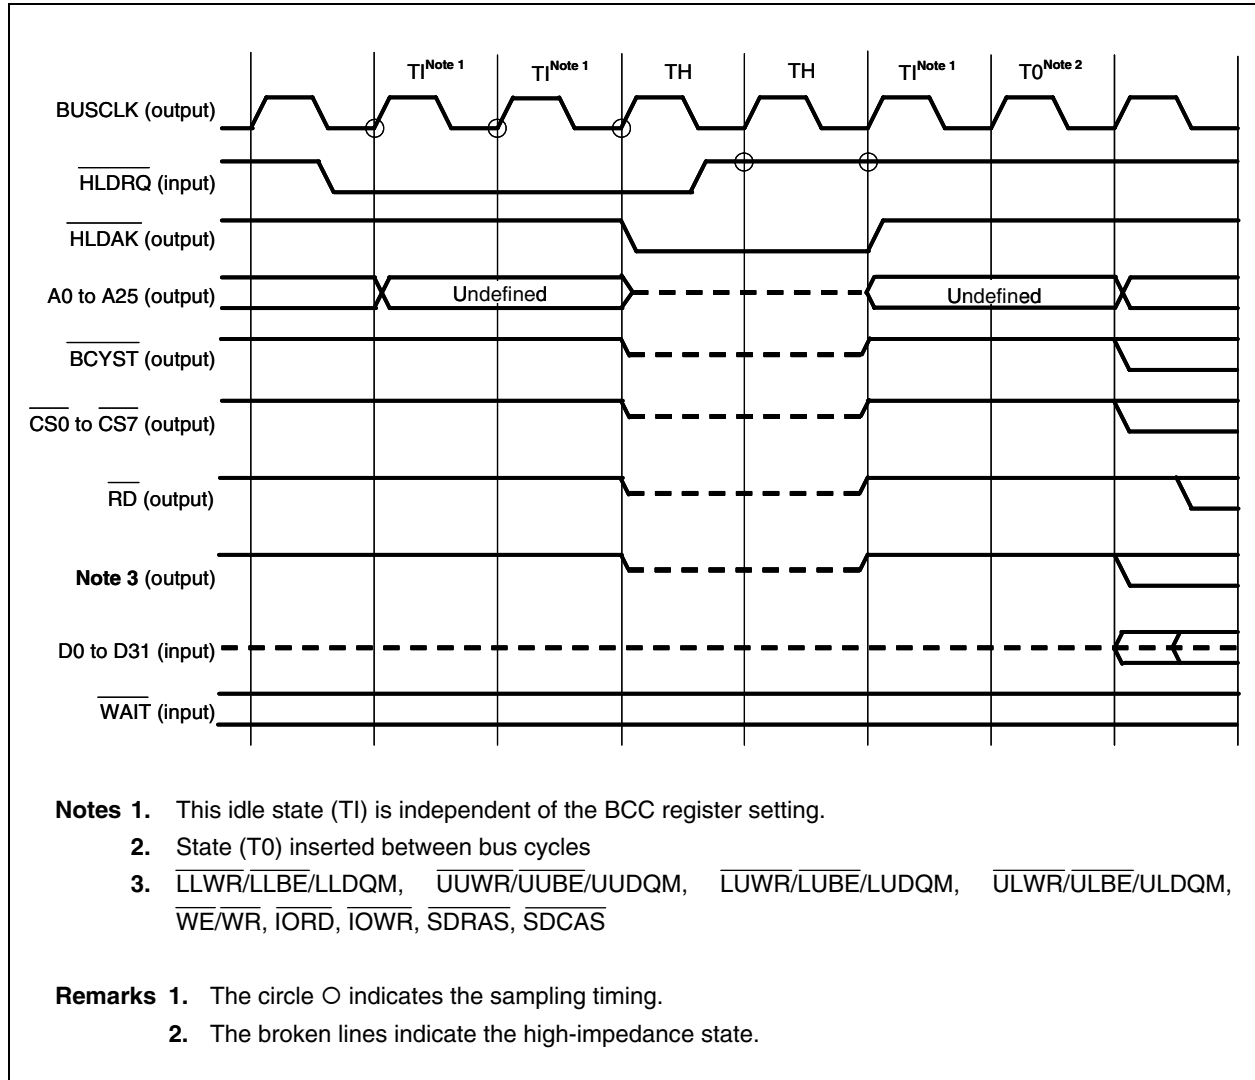 TI Note 1 TI Note 1 TH TH TI Note 1 T0 Note 2
BUSCLK (output)
HLDRQ (input)
HLDAK (output)
A0 to A25 (output) Undefined Undefined
BCYST (output)
CS0 to CS7 (output)
RD (output)
Note 3 (output)
D0 to D31 (input)
WAIT (input)
Notes 1. This idle state (TI) is independent of the BCC register setting.
2. State (T0) inserted between bus cycles
3. LLWR/LLBE/LLDQM, UUWR/UUBE/UUDQM, LUWR/LUBE/LUDQM, ULWR/ULBE/ULDQM,
WE/WR, IORD, IOWR, SDRAS, SDCAS
Remarks 1. The circle O indicates the sampling timing.
2. The broken lines indicate the high-impedance state.